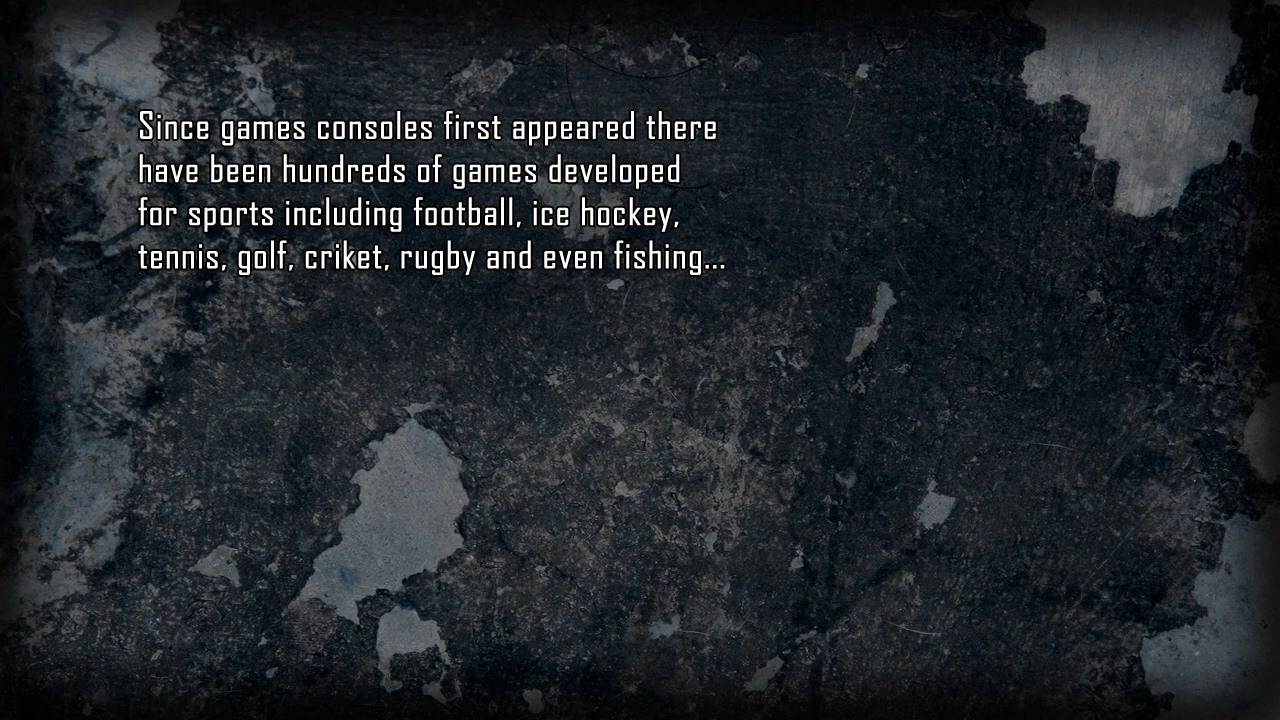 Since games consoles first appeared there
have been hundreds of games developed
for sports including football, ice hockey,
tennis, golf, criket, rugby and even fishing...